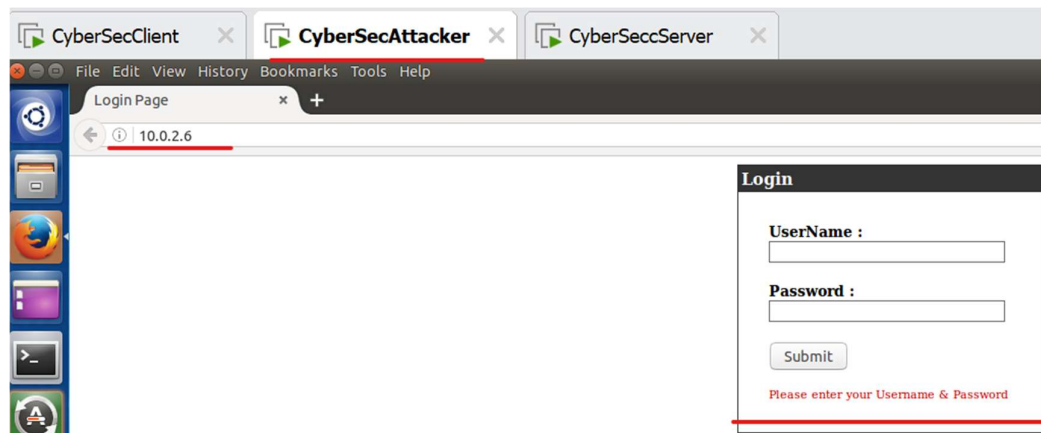 CyberSecClient CyberSecAttacker CyberSeccServer
File Edit View History Bookmarks Tools Help
Login Page
10.0.2.6
Login
UserName :
Password :
Submit
Please enter your Username & Password